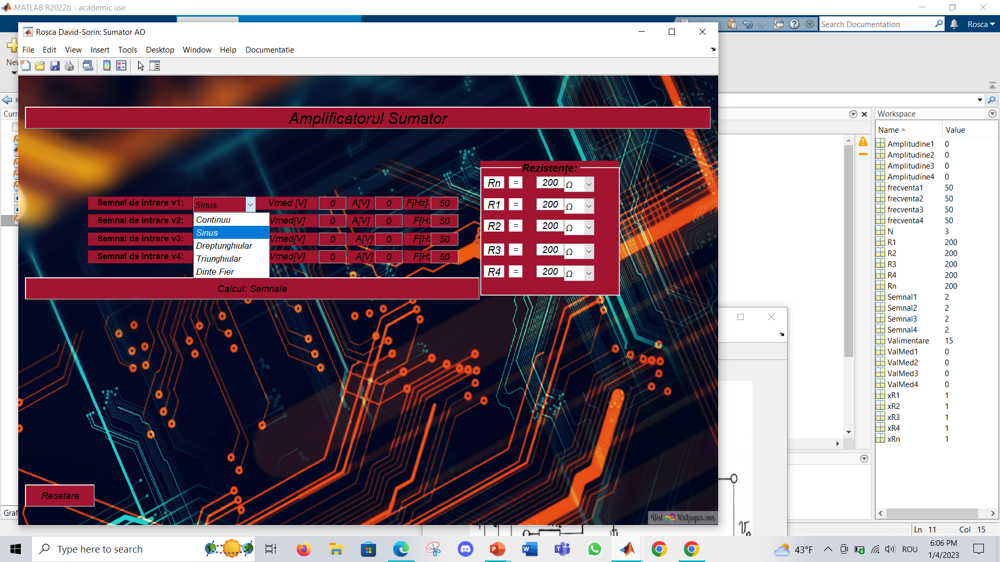 MATLAB R2022b - academic use
Search Documentation
Rosca
Roșca David-Sorin: Sumator AO
File Edit View Insert Tools Desktop Window Help Documentatie
New
Amplificatorul Sumator
Rezistențe:
Rn = 200 Ω
R1 = 200 Ω
R2 = 200 Ω
R3 = 200 Ω
R4 = 200 Ω
Semnal de intrare v1: Sinus Vmed [V] 0 A[V] 0 F[Hz] 50
Semnal de intrare v2: Vmed[V] 0 A[V] 0 F[Hz 50
Semnal de intrare v3: Vmed[V] 0 A[V] 0 F[Hz 50
Semnal de intrare v4: Vmed[V] 0 A[V] 0 F[Hz 50
Continuu
Sinus
Dreptunghiular
Triunghiular
Dinte Fier
Calcul: Semnale
Resetare
Best Wallpaper.com
Curr
Graf
Workspace
Name Value
Amplitudine1 0
Amplitudine2 0
Amplitudine3 0
Amplitudine4 0
frecventa1 50
frecventa2 50
frecventa3 50
frecventa4 50
N 3
R1 200
R2 200
R3 200
R4 200
Rn 200
Semnal1 2
Semnal2 2
Semnal3 2
Semnal4 2
Valimentare 15
ValMed1 0
ValMed2 0
ValMed3 0
ValMed4 0
xR1 1
xR2 1
xR3 1
xR4 1
xRn 1
Ln 11 Col 15
Type here to search
43°F
ROU
6:06 PM
1/4/2023